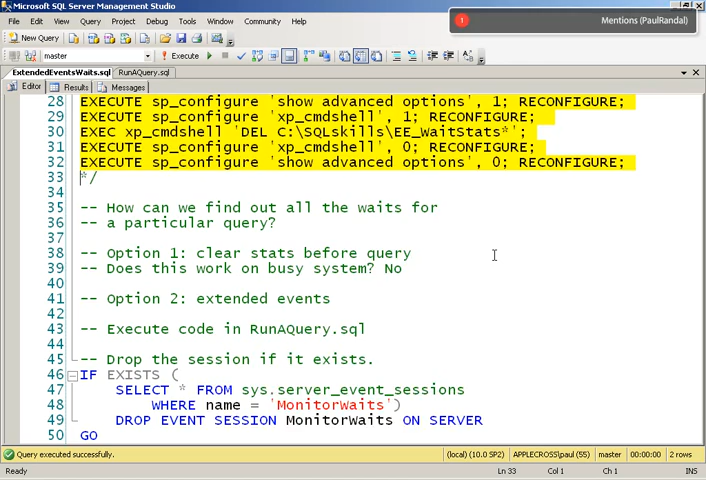 Microsoft SQL Server Management Studio
1 Mentions (PaulRandal)
File Edit View Query Project Debug Tools Window Community Help
New Query
master Execute
ExtendedEventsWaits.sql RunAQuery.sql
Editor Results Messages
28 EXECUTE sp_configure 'show advanced options', 1; RECONFIGURE;
29 EXECUTE sp_configure 'xp_cmdshell', 1; RECONFIGURE;
30 EXEC xp_cmdshell 'DEL C:\SQLskills\EE_WaitStats*';
31 EXECUTE sp_configure 'xp_cmdshell', 0; RECONFIGURE;
32 EXECUTE sp_configure 'show advanced options', 0; RECONFIGURE;
33 */
34
35 -- How can we find out all the waits for
36 -- a particular query?
37
38 -- Option 1: clear stats before query
39 -- Does this work on busy system? No
40
41 -- Option 2: extended events
42
43 -- Execute code in RunAQuery.sql
44
45 -- Drop the session if it exists.
46 IF EXISTS (
47 SELECT * FROM sys.server_event_sessions
48 WHERE name = 'MonitorWaits')
49 DROP EVENT SESSION MonitorWaits ON SERVER
50 GO
Query executed successfully. (local) (10.0 SP2) APPLECROSS\paul (55) master 00:00:00 2 rows
Ready Ln 33 Col 1 Ch 1 INS